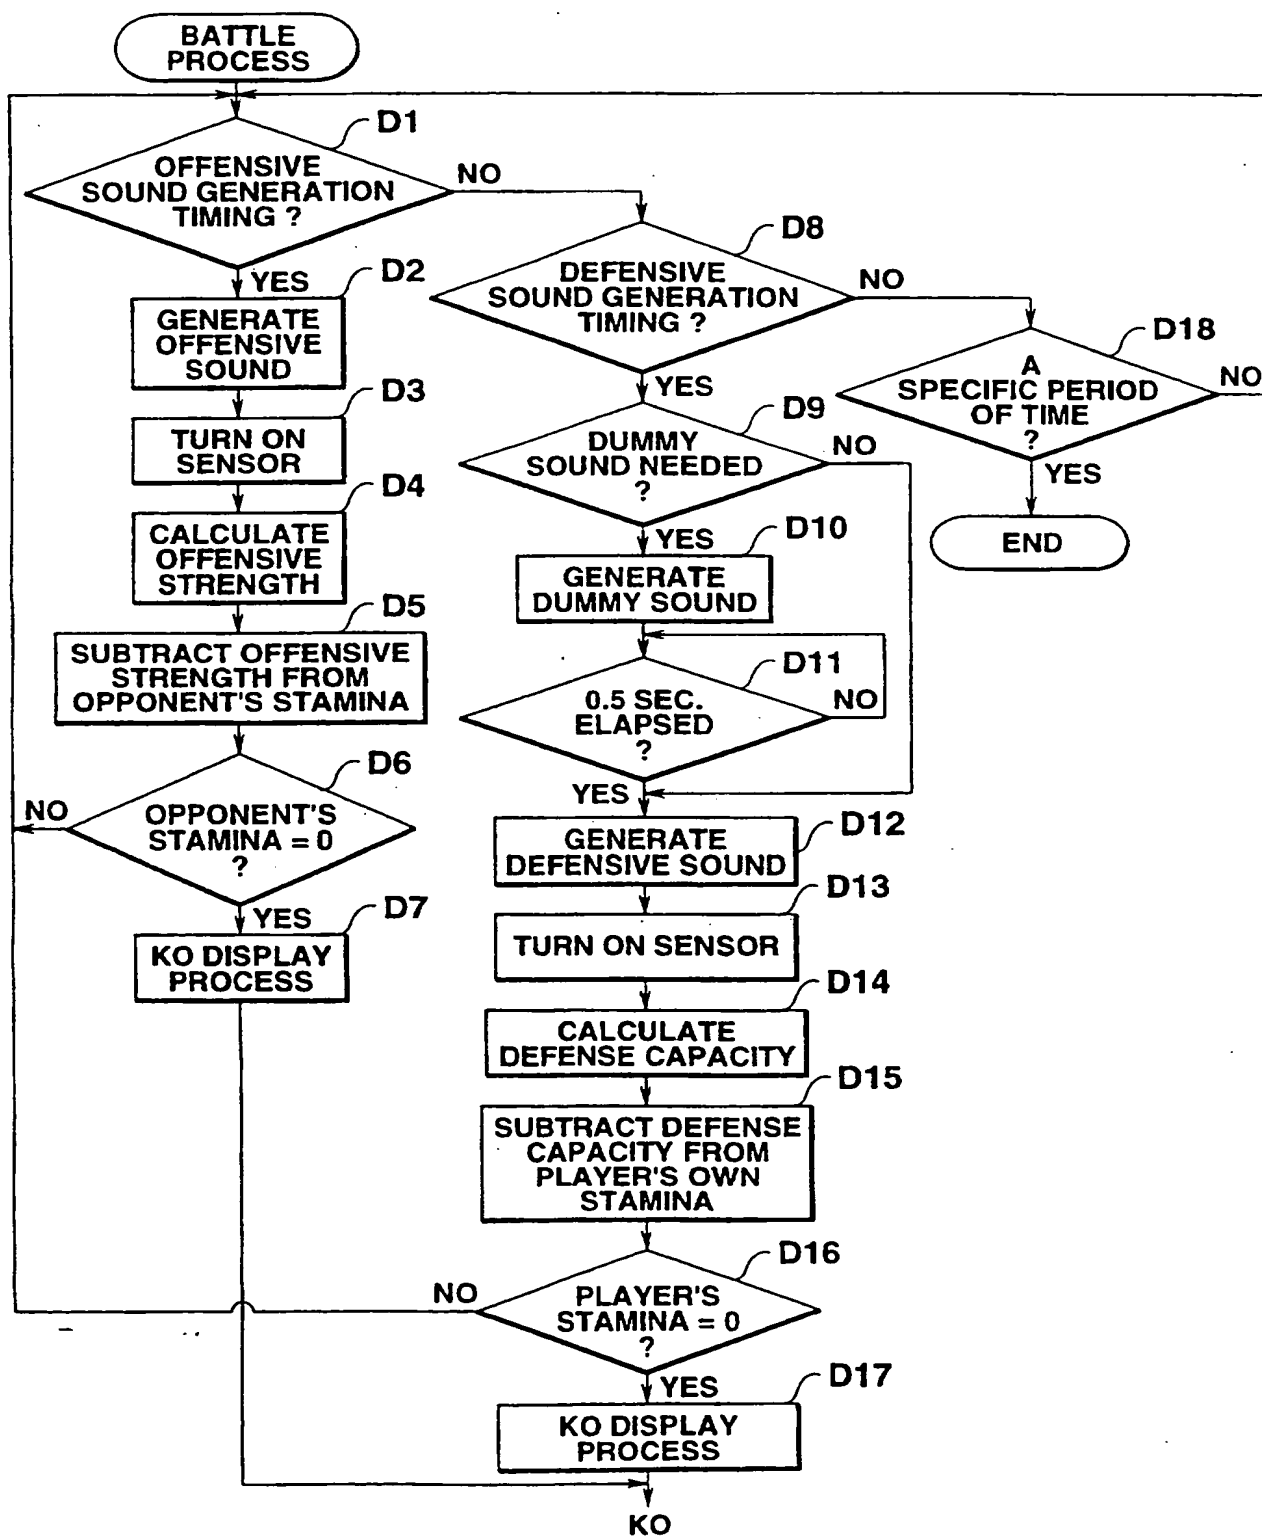 BATTLE
PROCESS
D1
OFFENSIVE
SOUND GENERATION
TIMING ?
NO
YES
D2
GENERATE
OFFENSIVE
SOUND
D3
TURN ON
SENSOR
D4
CALCULATE
OFFENSIVE
STRENGTH
D5
SUBTRACT OFFENSIVE
STRENGTH FROM
OPPONENT'S STAMINA
D6
OPPONENT'S
STAMINA = 0
?
NO
YES
D7
KO DISPLAY
PROCESS
D8
DEFENSIVE
SOUND GENERATION
TIMING ?
NO
YES
D9
DUMMY
SOUND NEEDED
?
NO
YES
D10
GENERATE
DUMMY SOUND
D11
0.5 SEC.
ELAPSED
?
NO
YES
D12
GENERATE
DEFENSIVE SOUND
D13
TURN ON SENSOR
D14
CALCULATE
DEFENSE CAPACITY
D15
SUBTRACT DEFENSE
CAPACITY FROM
PLAYER'S OWN
STAMINA
D16
PLAYER'S
STAMINA = 0
?
NO
YES
D17
KO DISPLAY
PROCESS
KO
D18
A
SPECIFIC PERIOD
OF TIME
?
NO
YES
END